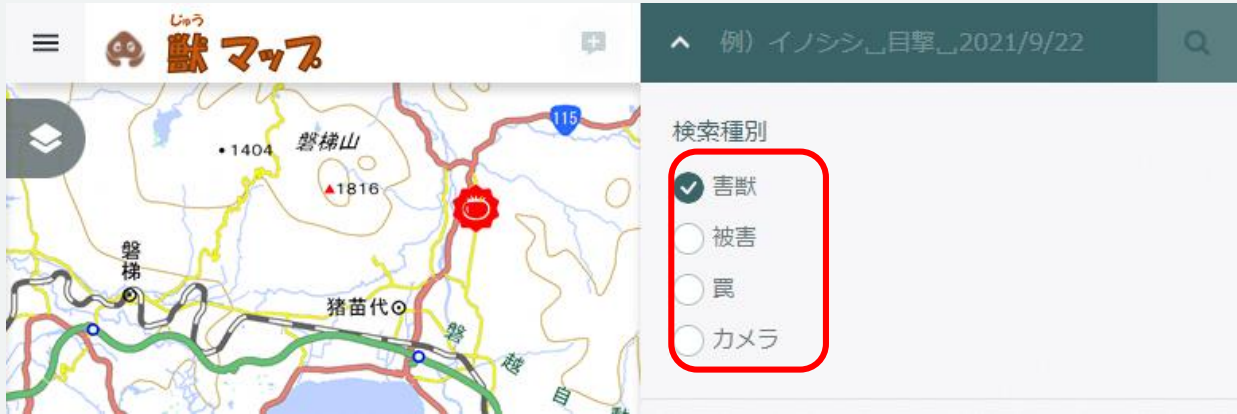 じゅう
獣マップ
115
・1404
磐梯山
▲1816
磐梯
猪苗代
磐越自動
例）イノシシ␣目撃␣2021/9/22
検索種別
害獣
被害
罠
カメラ